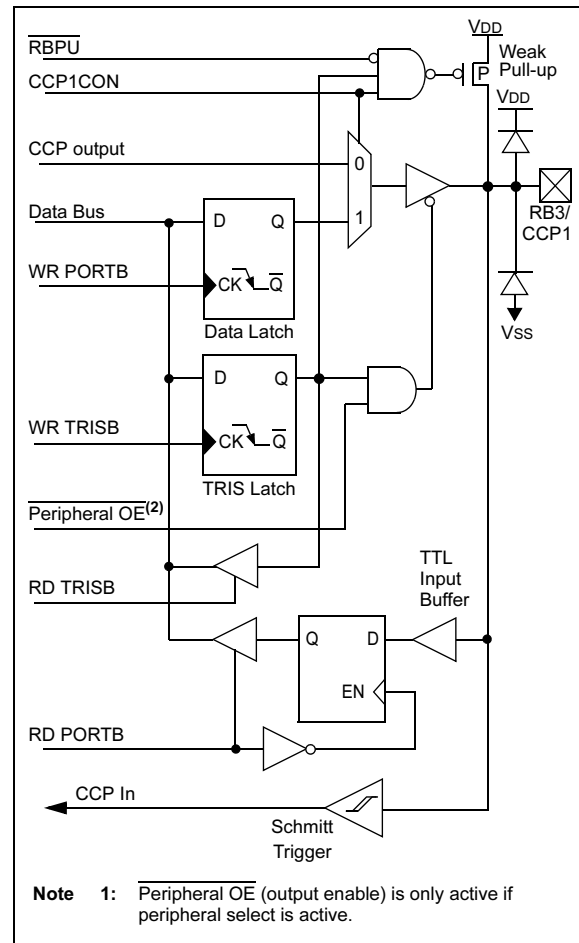 VDD
RBPU
Weak
Pull-up
P
CCP1CON
VDD
CCP output
0
Data Bus
D
Q
1
RB3/
CCP1
WR PORTB
CK
Q
VSS
Data Latch
D
Q
WR TRISB
CK
Q
TRIS Latch
Peripheral OE(2)
TTL
Input
Buffer
RD TRISB
Q
D
EN
RD PORTB
CCP In
Schmitt
Trigger
Note 1: Peripheral OE (output enable) is only active if
peripheral select is active.